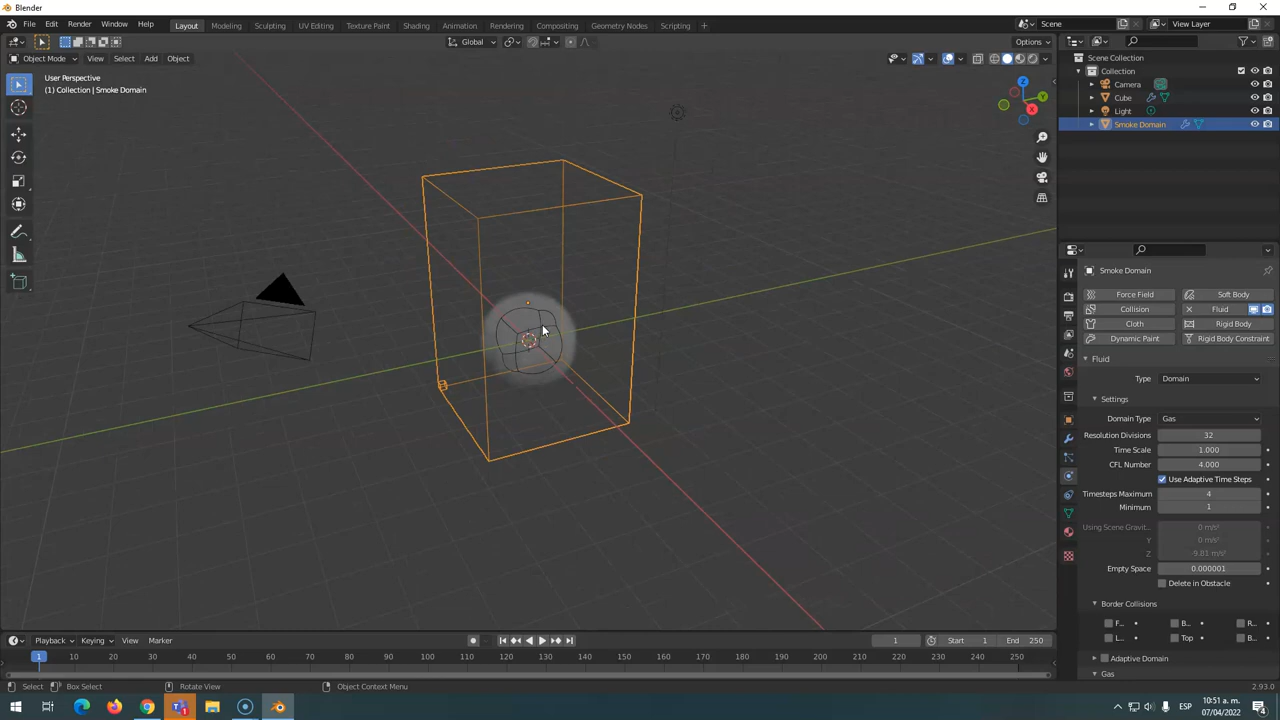 Blender
File Edit Render Window Help Layout Modeling Sculpting UV Editing Texture Paint Shading Animation Rendering Compositing Geometry Nodes Scripting + Scene View Layer
Global Options
Object Mode View Select Add Object
User Perspective
(1) Collection | Smoke Domain
Z
Y
X
Scene Collection
Collection
Camera
Cube
Light
Smoke Domain
Smoke Domain
Force Field Soft Body
Collision Fluid
Cloth Rigid Body
Dynamic Paint Rigid Body Constraint
Fluid
Type Domain
Settings
Domain Type Gas
Resolution Divisions 32
Time Scale 1.000
CFL Number 4.000
Use Adaptive Time Steps
Timesteps Maximum 4
Minimum 1
Using Scene Gravit... 0 m/s²
Y 0 m/s²
Z -9.81 m/s²
Empty Space 0.000001
Delete in Obstacle
Border Collisions
F... B... R...
L... Top B...
Adaptive Domain
Gas
Playback Keying View Marker 1 Start 1 End 250
1 10 20 30 40 50 60 70 80 90 100 110 120 130 140 150 160 170 180 190 200 210 220 230 240 250
Select Box Select Rotate View Object Context Menu 2.93.0
1 ESP 10:51 a. m. 07/04/2022 4